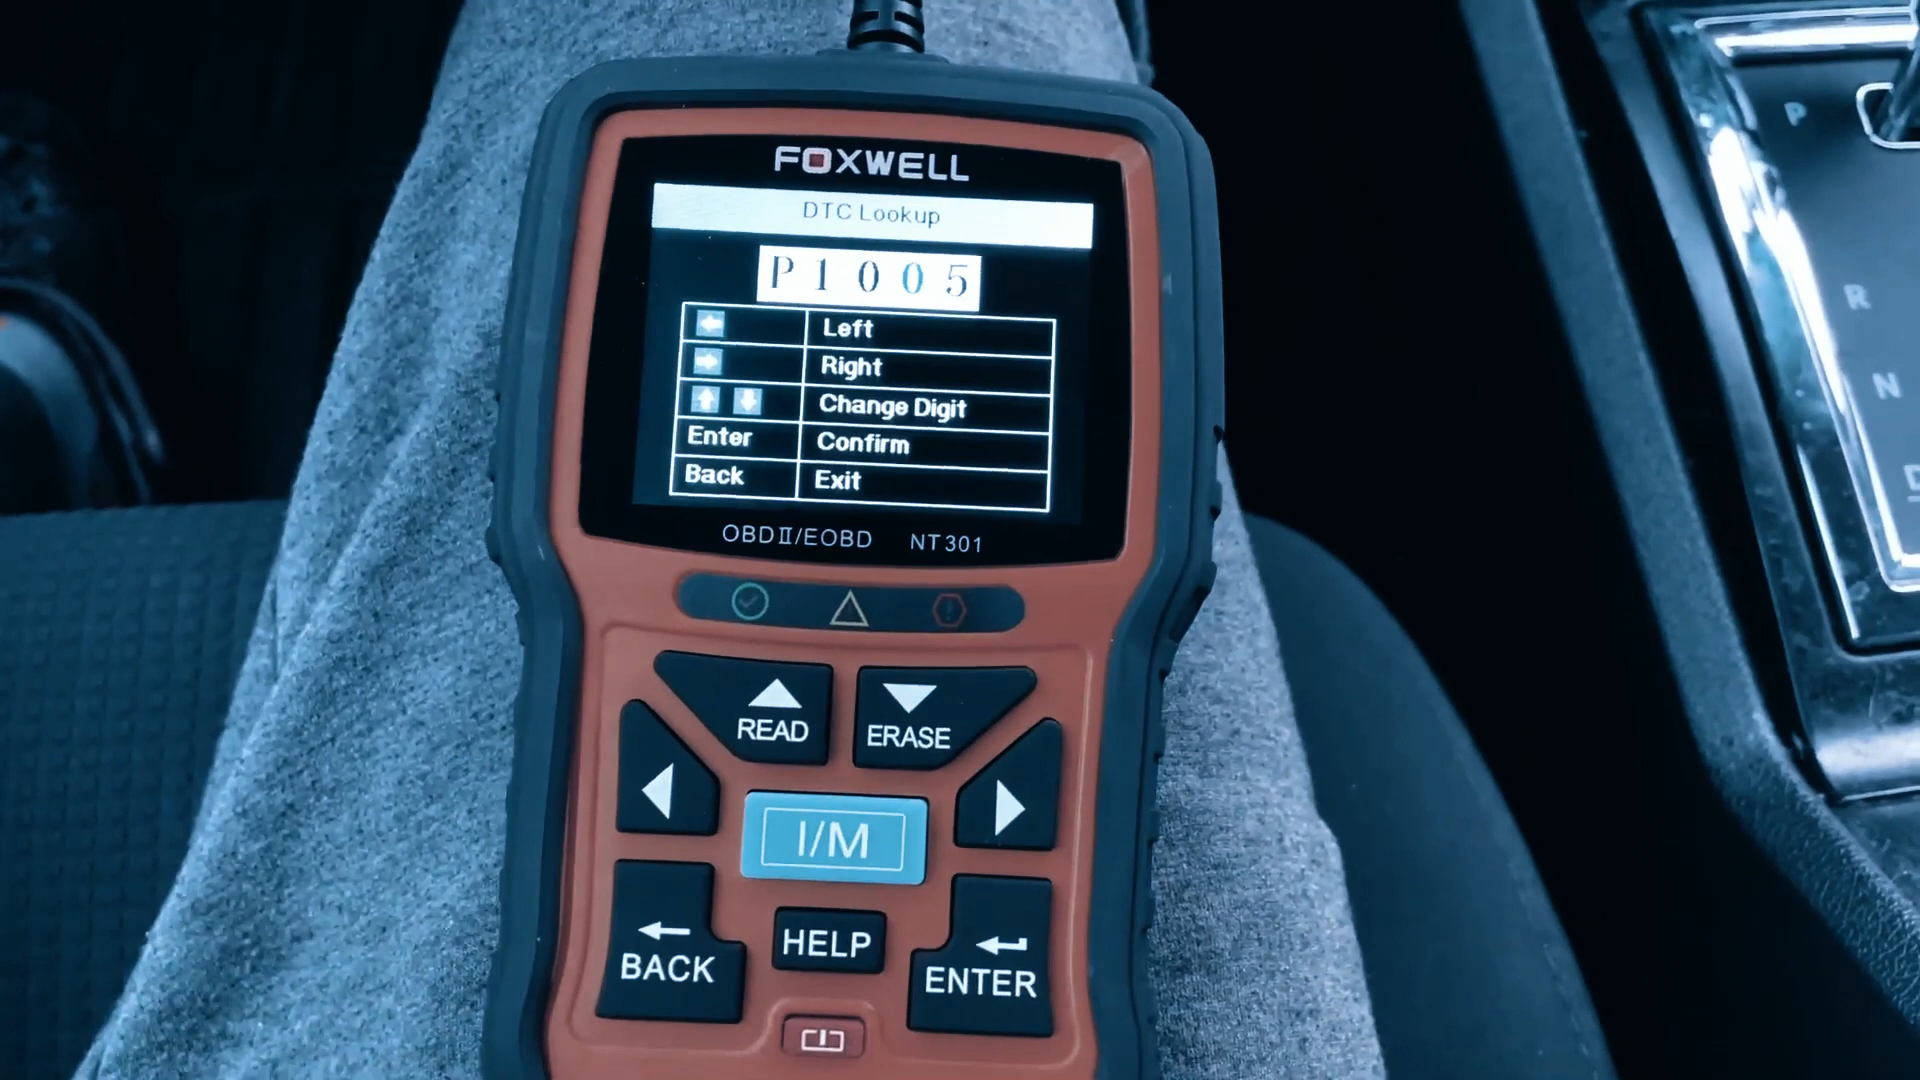 FOXWELL
DTC Lookup
P1005
Left
Right
Change Digit
Enter Confirm
Back Exit
OBDII/EOBD NT301
READ
ERASE
I/M
BACK
HELP
ENTER
P
R
N
D